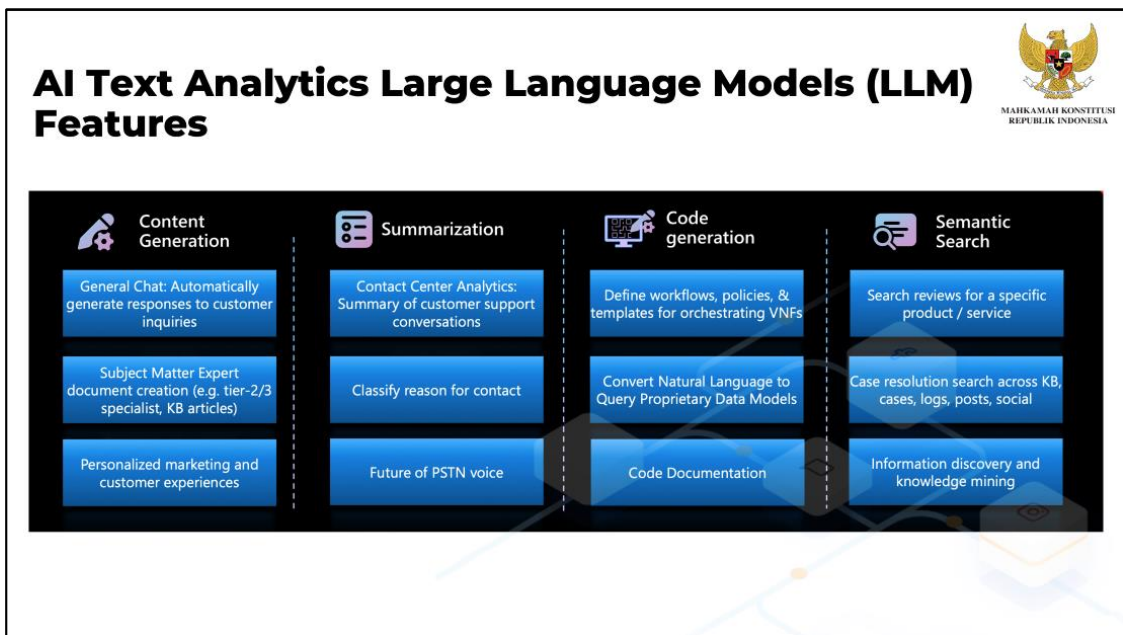 AI Text Analytics Large Language Models (LLM)
Features
MAHKAMAH KONSTITUSI
REPUBLIK INDONESIA
Content
Generation
General Chat: Automatically
generate responses to customer
inquiries
Subject Matter Expert
document creation (e.g. tier-2/3
specialist, KB articles)
Personalized marketing and
customer experiences
Summarization
Contact Center Analytics:
Summary of customer support
conversations
Classify reason for contact
Future of PSTN voice
Code
generation
Define workflows, policies, &
templates for orchestrating VNFs
Convert Natural Language to
Query Proprietary Data Models
Code Documentation
Semantic
Search
Search reviews for a specific
product / service
Case resolution search across KB,
cases, logs, posts, social
Information discovery and
knowledge mining